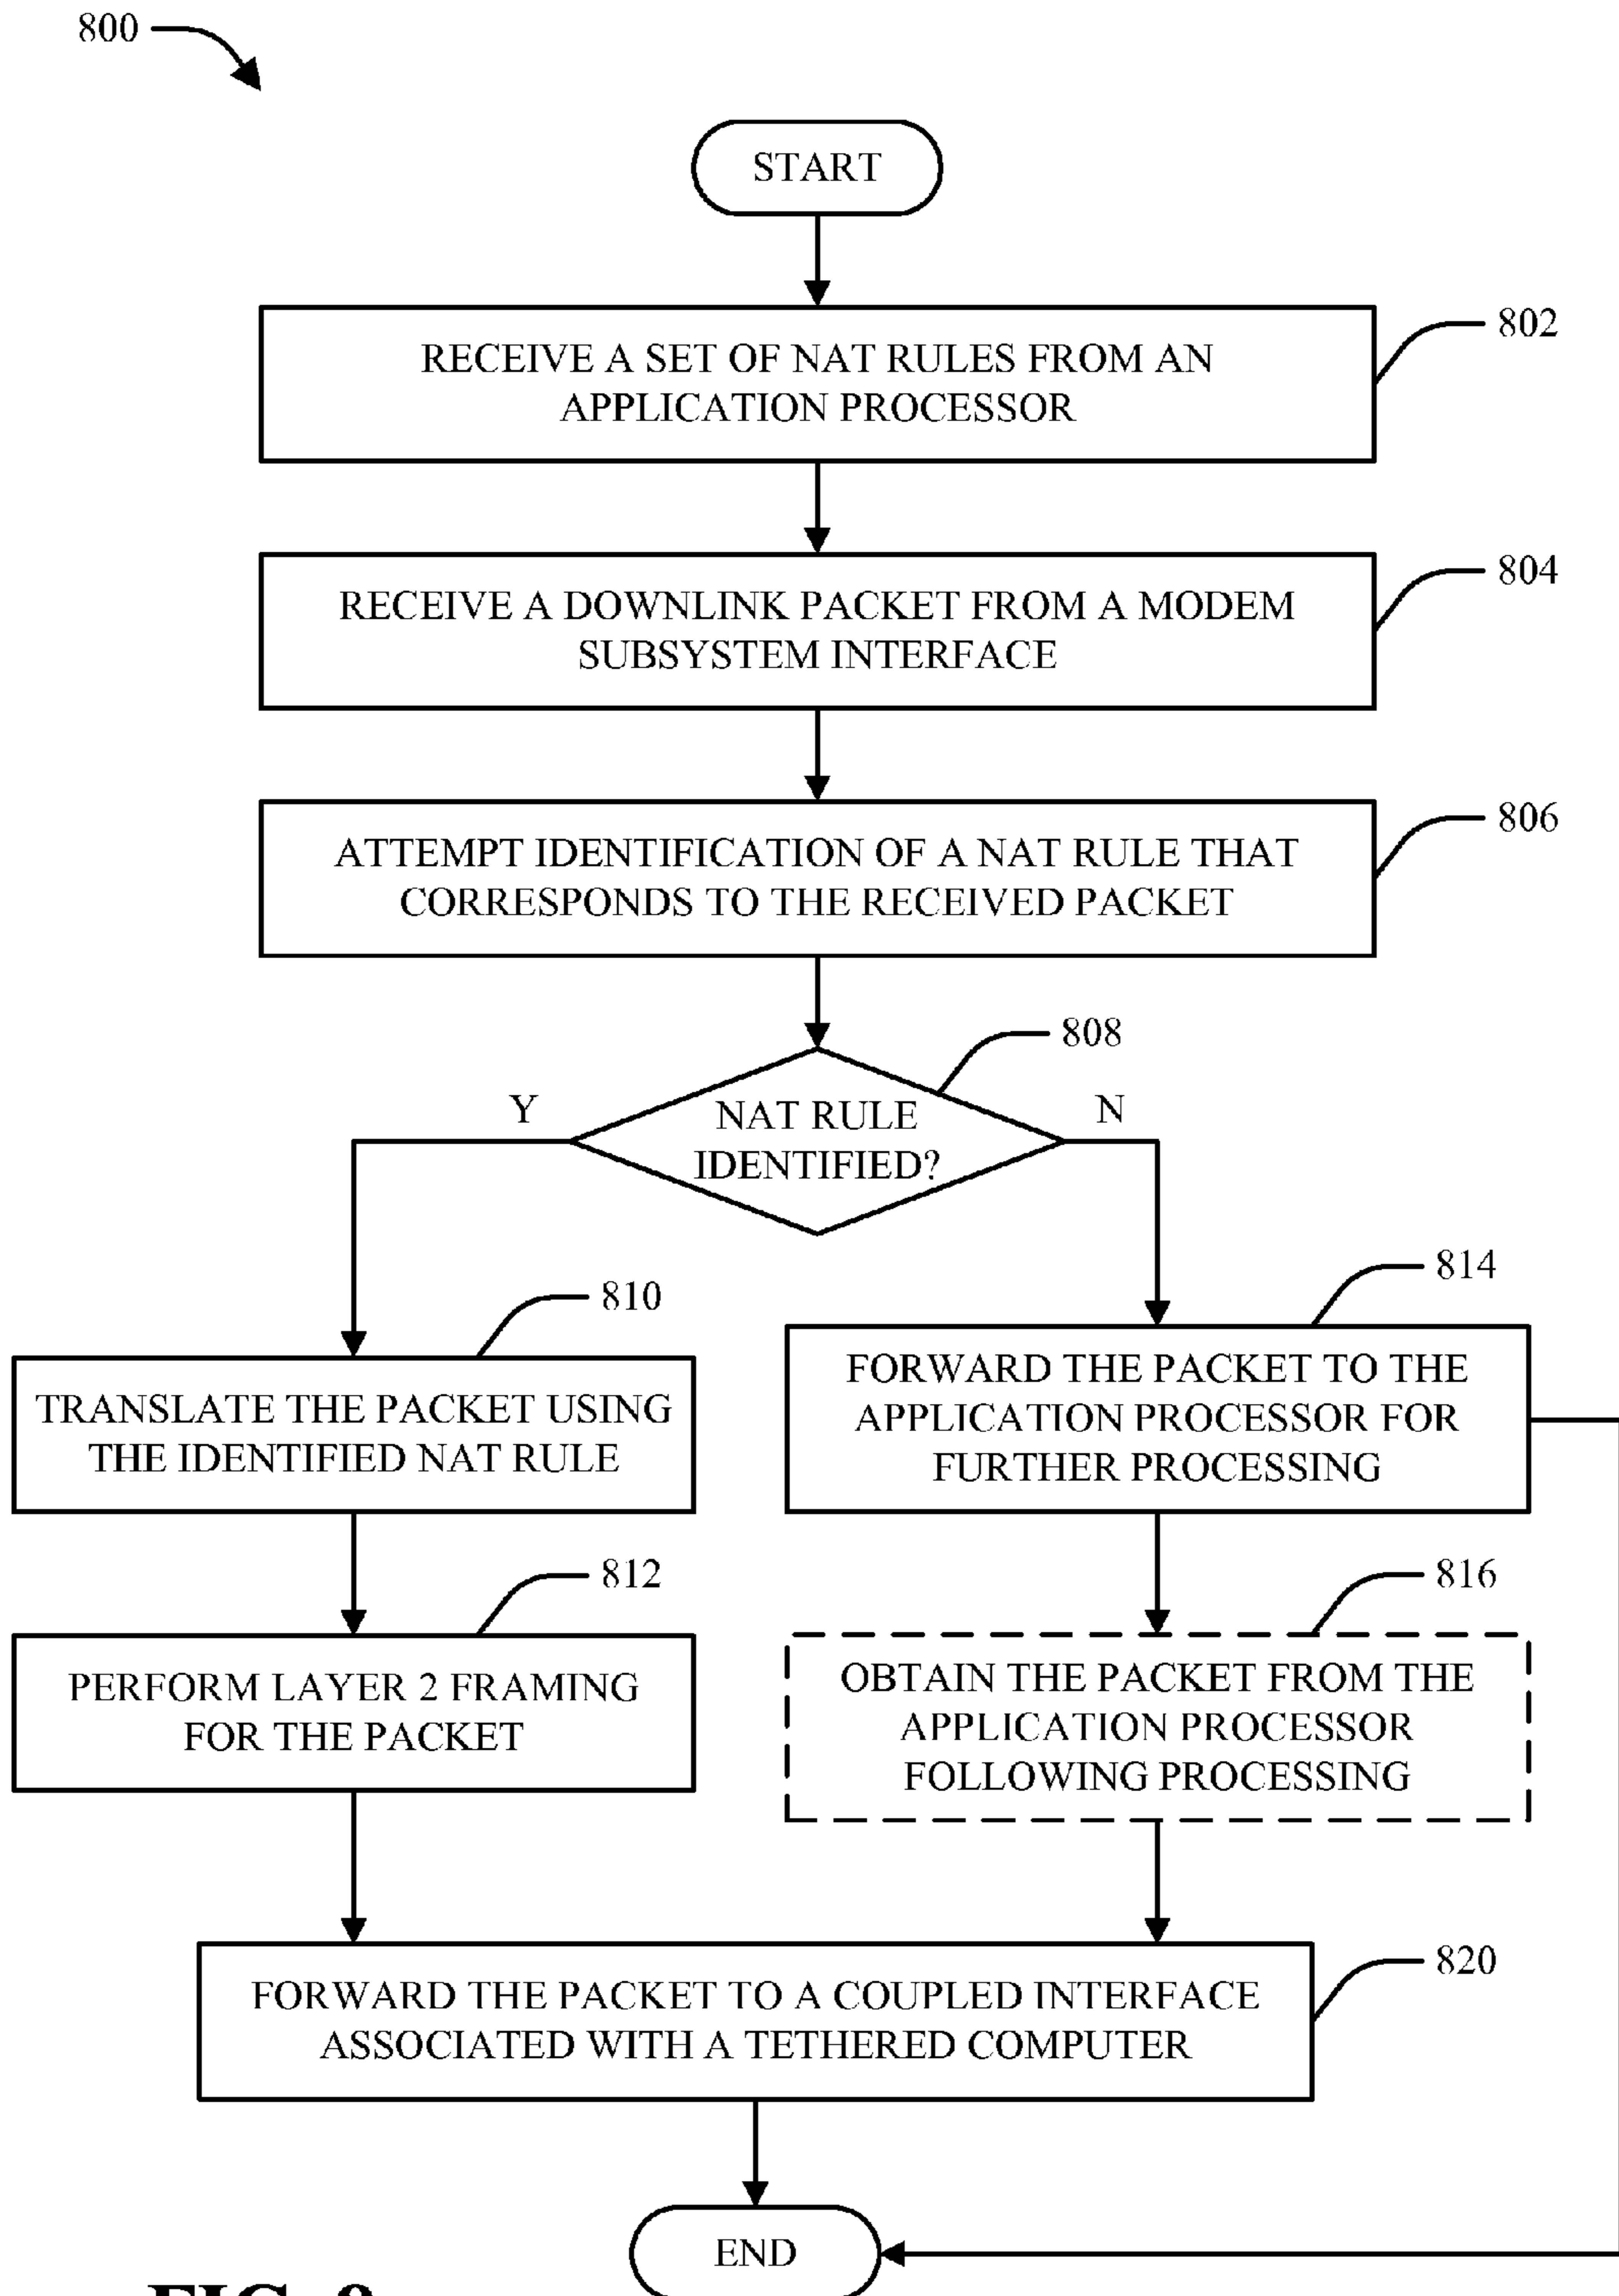 800
START
RECEIVE A SET OF NAT RULES FROM AN
APPLICATION PROCESSOR
802
RECEIVE A DOWNLINK PACKET FROM A MODEM
SUBSYSTEM INTERFACE
804
ATTEMPT IDENTIFICATION OF A NAT RULE THAT
CORRESPONDS TO THE RECEIVED PACKET
806
808
NAT RULE
IDENTIFIED?
Y
N
810
TRANSLATE THE PACKET USING
THE IDENTIFIED NAT RULE
814
FORWARD THE PACKET TO THE
APPLICATION PROCESSOR FOR
FURTHER PROCESSING
812
PERFORM LAYER 2 FRAMING
FOR THE PACKET
816
OBTAIN THE PACKET FROM THE
APPLICATION PROCESSOR
FOLLOWING PROCESSING
FORWARD THE PACKET TO A COUPLED INTERFACE
ASSOCIATED WITH A TETHERED COMPUTER
820
END